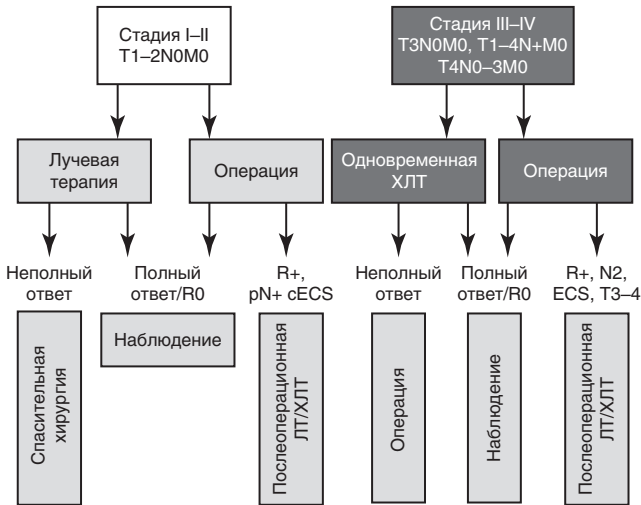 Стадия I–II
T1–2N0M0
Стадия III–IV
T3N0M0, T1–4N+M0
T4N0–3M0
Лучевая
терапия
Операция
Одновременная
ХЛТ
Операция
Неполный
ответ
Полный
ответ/R0
R+,
pN+ cECS
Неполный
ответ
Полный
ответ/R0
R+, N2,
ECS, T3–4
Спасительная
хирургия
Наблюдение
Послеоперационная
ЛТ/ХЛТ
Операция
Наблюдение
Послеоперационная
ЛТ/ХЛТ